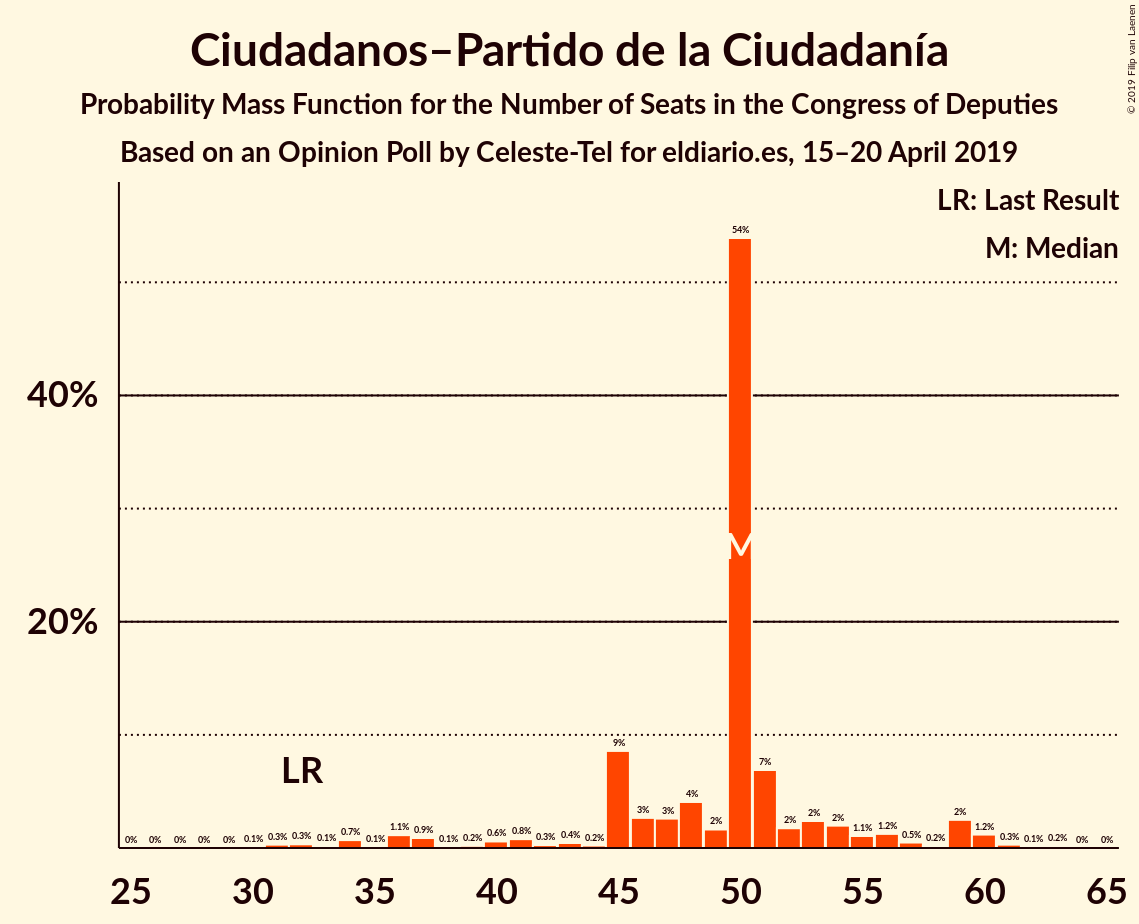 Ciudadanos–Partido de la Ciudadanía
Probability Mass Function for the Number of Seats in the Congress of Deputies
Based on an Opinion Poll by Celeste-Tel for eldiario.es, 15–20 April 2019
© 2019 Filip van Laenen
LR: Last Result
M: Median
54%
40%
M
20%
9%
7%
LR
0% 0% 0% 0% 0% 0.1% 0.3% 0.3% 0.1% 0.7% 0.1% 1.1% 0.9% 0.1% 0.2% 0.6% 0.8% 0.3% 0.4% 0.2% 3% 3% 4% 2% 2% 2% 2% 1.1% 1.2% 0.5% 0.2% 2% 1.2% 0.3% 0.1% 0.2% 0% 0%
25 30 35 40 45 50 55 60 65